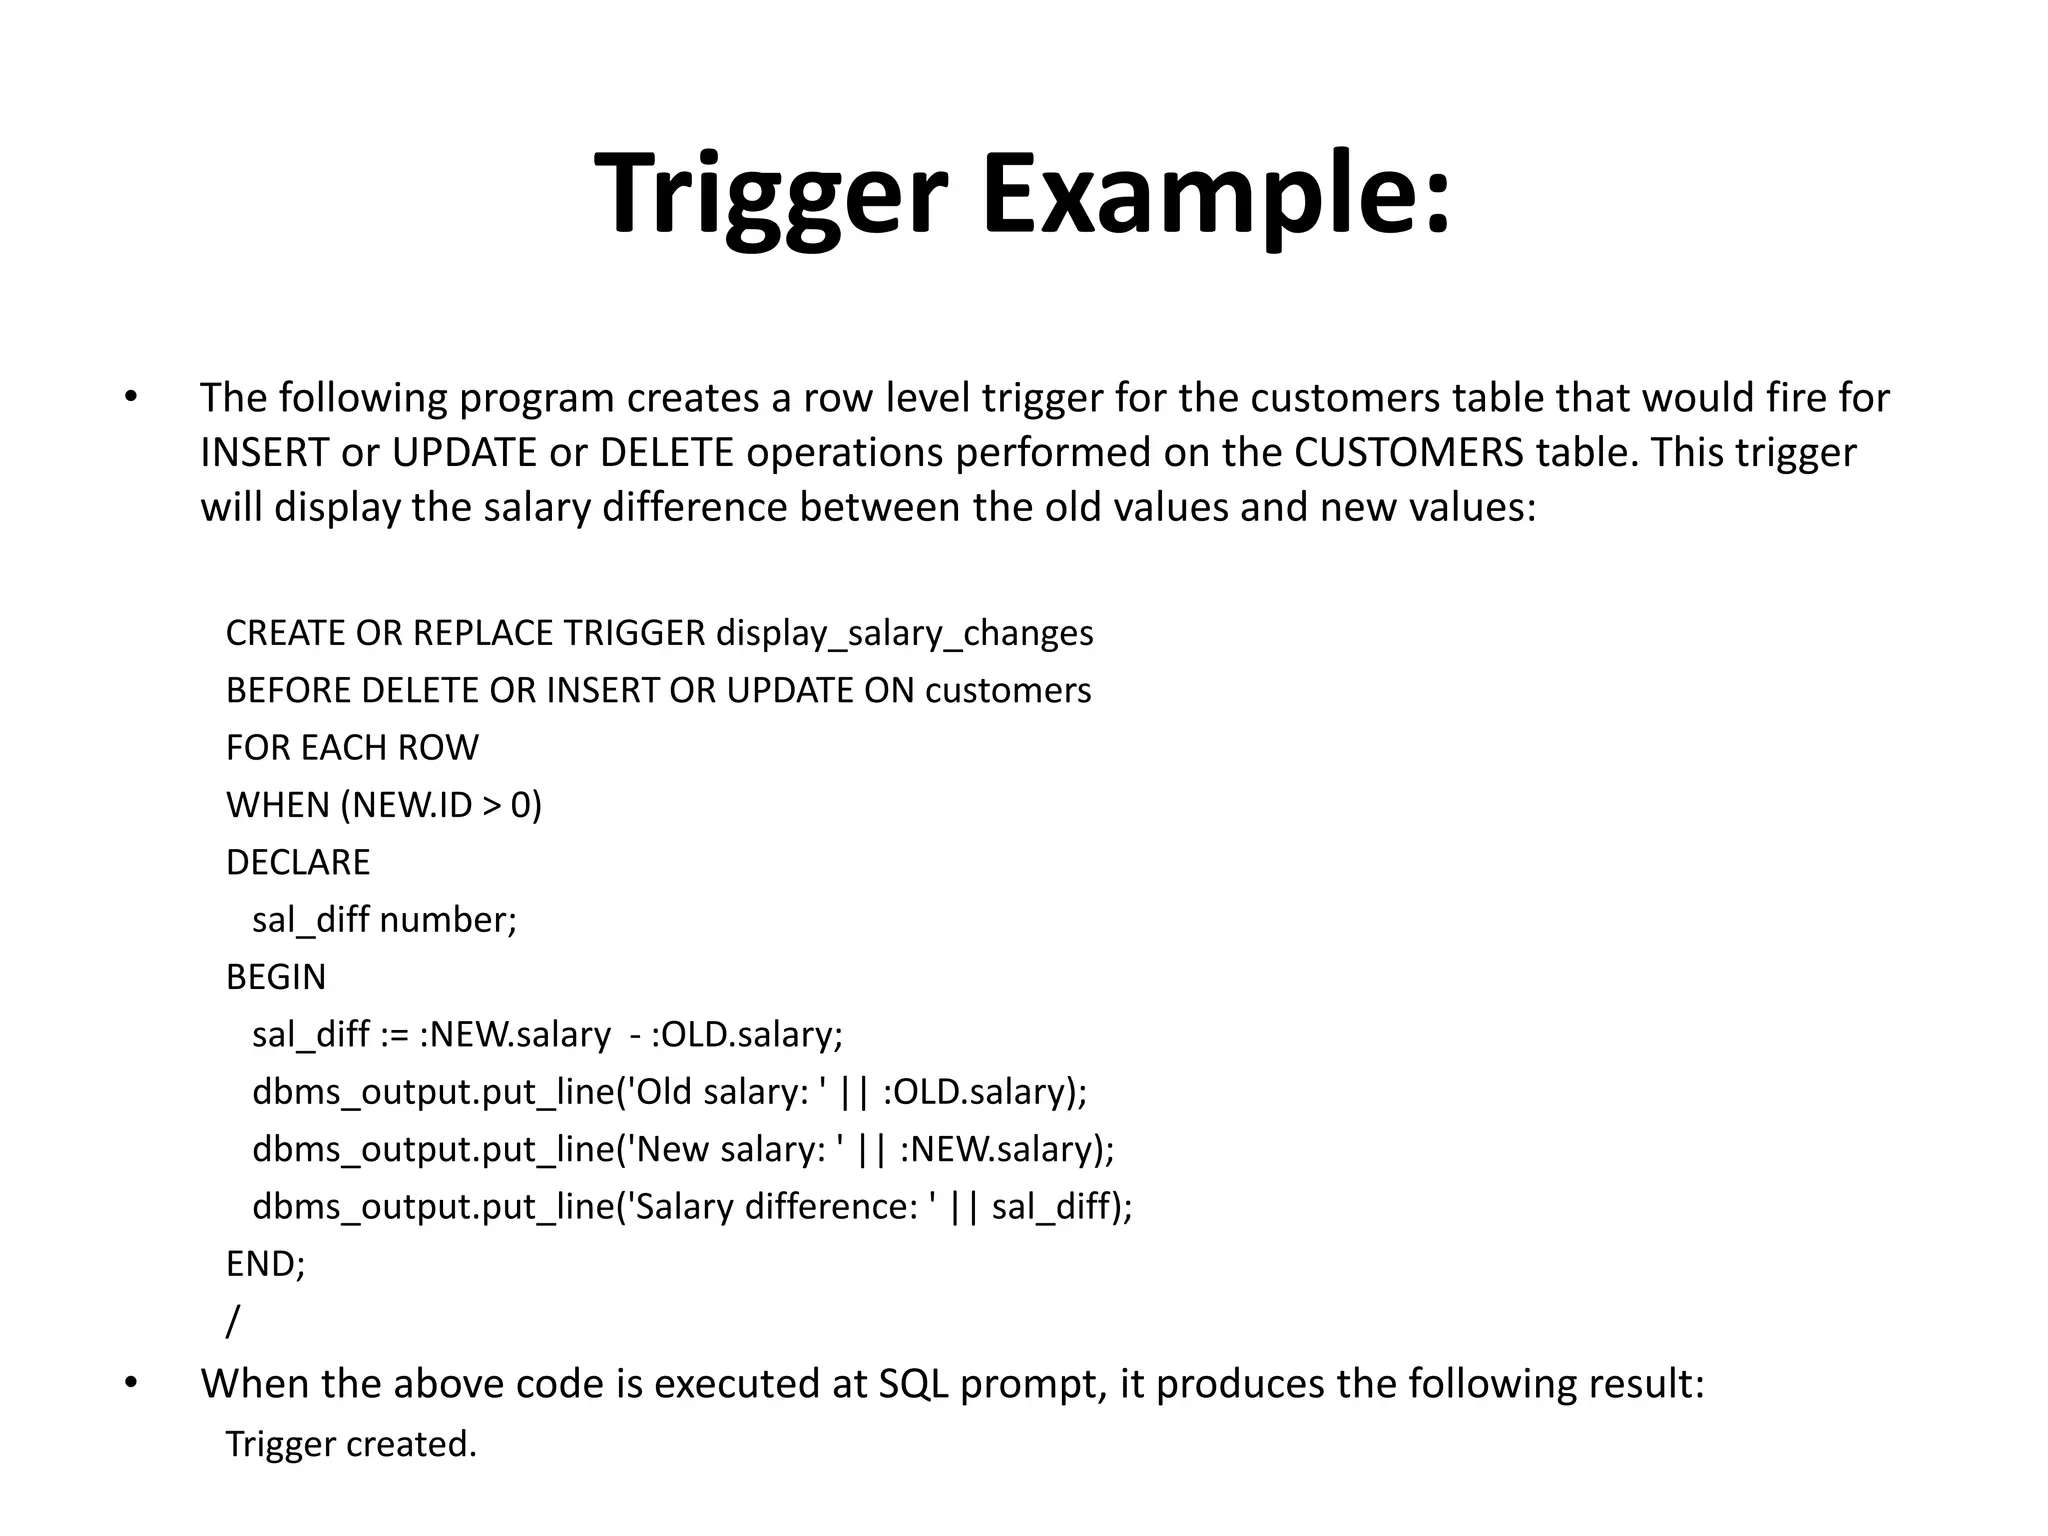 Trigger Example:
• The following program creates a row level trigger for the customers table that would fire for
INSERT or UPDATE or DELETE operations performed on the CUSTOMERS table. This trigger
will display the salary difference between the old values and new values:
CREATE OR REPLACE TRIGGER display_salary_changes
BEFORE DELETE OR INSERT OR UPDATE ON customers
FOR EACH ROW
WHEN (NEW.ID > 0)
DECLARE
sal_diff number;
BEGIN
sal_diff := :NEW.salary  - :OLD.salary;
dbms_output.put_line('Old salary: ' || :OLD.salary);
dbms_output.put_line('New salary: ' || :NEW.salary);
dbms_output.put_line('Salary difference: ' || sal_diff);
END;
/
• When the above code is executed at SQL prompt, it produces the following result:
Trigger created.